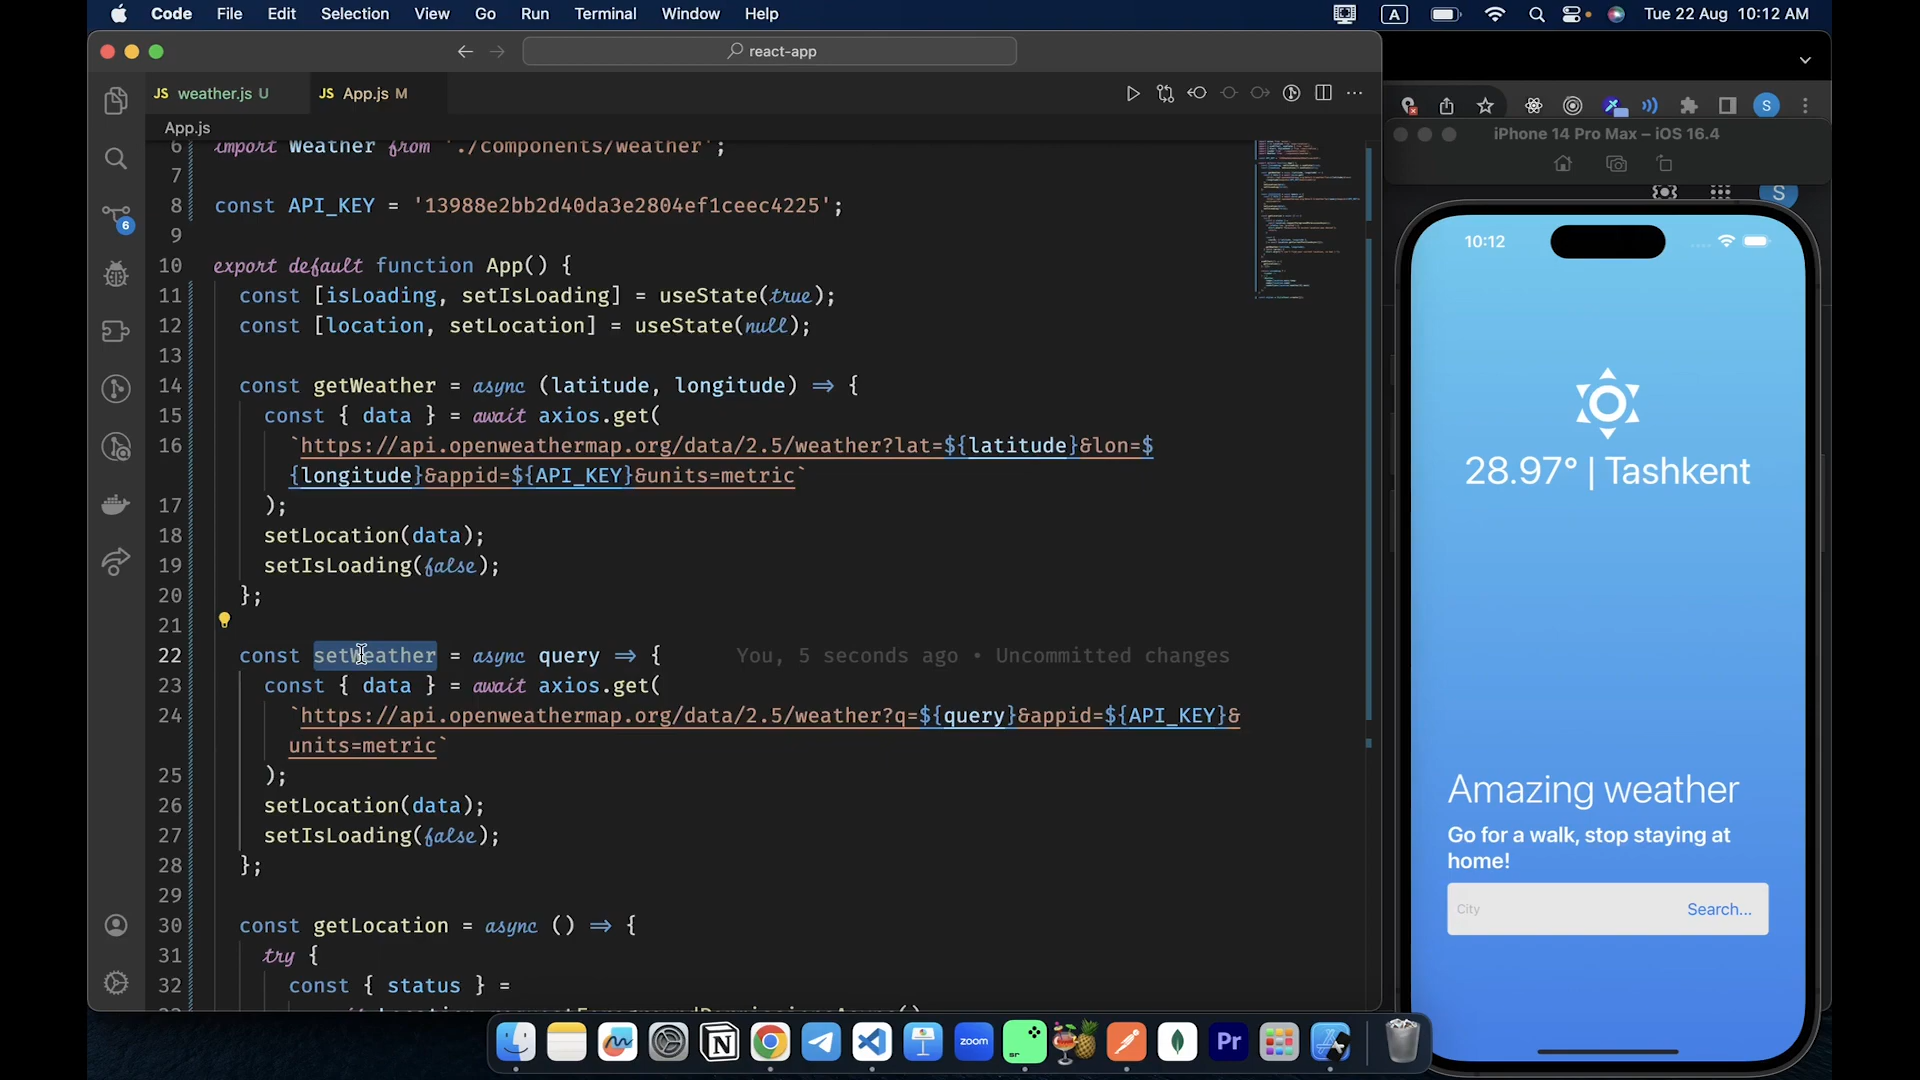 Code File Edit Selection View Go Run Terminal Window Help
A
Tue 22 Aug 10:12 AM
react-app
JS weather.js U
JS App.js M
App.js
6 import Weather from './components/weather';
7
8 const API_KEY = '13988e2bb2d40da3e2804ef1ceec4225';
9
10 export default function App() {
11 const [isLoading, setIsLoading] = useState(true);
12 const [location, setLocation] = useState(null);
13
14 const getWeather = async (latitude, longitude) => {
15 const { data } = await axios.get(
16 `https://api.openweathermap.org/data/2.5/weather?lat=${latitude}&lon=$
{longitude}&appid=${API_KEY}&units=metric`
17 );
18 setLocation(data);
19 setIsLoading(false);
20 };
21
22 const setWeather = async query => { You, 5 seconds ago • Uncommitted changes
23 const { data } = await axios.get(
24 `https://api.openweathermap.org/data/2.5/weather?q=${query}&appid=${API_KEY}&
units=metric`
25 );
26 setLocation(data);
27 setIsLoading(false);
28 };
29
30 const getLocation = async () => {
31 try {
32 const { status } =
6
S
iPhone 14 Pro Max – iOS 16.4
S
10:12
28.97° | Tashkent
Amazing weather
Go for a walk, stop staying at
home!
City Search...
zoom
sr
Pr